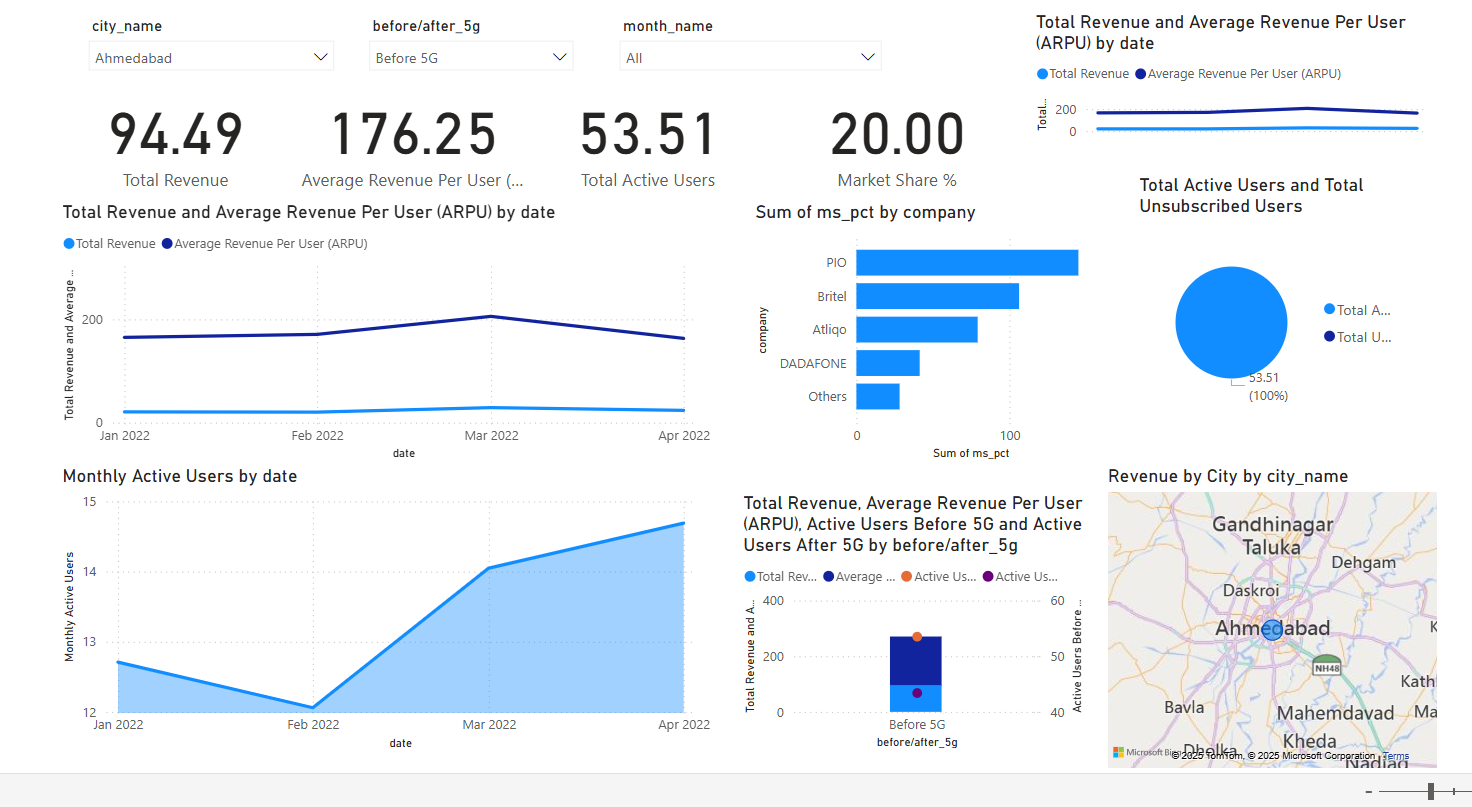 city_name
Ahmedabad
before/after_5g
Before 5G
month_name
All
94.49
Total Revenue
176.25
Average Revenue Per User (...
53.51
Total Active Users
20.00
Market Share %
Total Revenue and Average Revenue Per User
(ARPU) by date
Total Revenue
Average Revenue Per User (ARPU)
Total...
200
0
Total Revenue and Average Revenue Per User (ARPU) by date
Total Revenue
Average Revenue Per User (ARPU)
Total Revenue and Average ...
200
0
Jan 2022
Feb 2022
Mar 2022
Apr 2022
date
Sum of ms_pct by company
company
PIO
Britel
Atliqo
DADAFONE
Others
0
100
Sum of ms_pct
Total Active Users and Total
Unsubscribed Users
Total A...
Total U...
53.51
(100%)
Monthly Active Users by date
Monthly Active Users
15
14
13
12
Jan 2022
Feb 2022
Mar 2022
Apr 2022
date
Total Revenue, Average Revenue Per User
(ARPU), Active Users Before 5G and Active
Users After 5G by before/after_5g
Total Rev...
Average ...
Active Us...
Active Us...
Total Revenue and A...
400
200
0
60
50
40
Active Users Before ...
Before 5G
before/after_5g
Revenue by City by city_name
Gandhinagar
Taluka
Dehgam
Daskroi
Ahmedabad
K
NH48
Kathl
Bavla
Mahemdavad
Ma
Kheda
Dholka
Nadiad
Microsoft Bing
© 2025 TomTom, © 2025 Microsoft Corporation
Terms